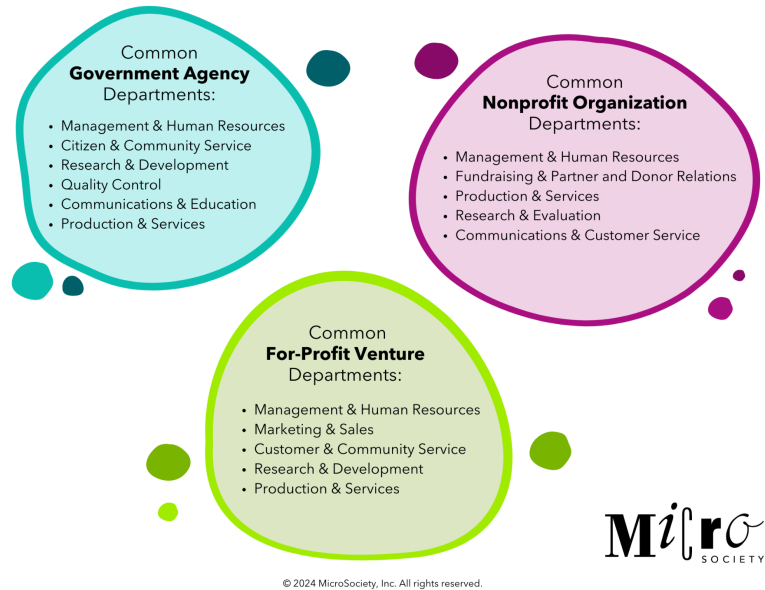 Common
Government Agency
Departments:
• Management & Human Resources
• Citizen & Community Service
• Research & Development
• Quality Control
• Communications & Education
• Production & Services
Common
Nonprofit Organization
Departments:
• Management & Human Resources
• Fundraising & Partner and Donor Relations
• Production & Services
• Research & Evaluation
• Communications & Customer Service
Common
For-Profit Venture
Departments:
• Management & Human Resources
• Marketing & Sales
• Customer & Community Service
• Research & Development
• Production & Services
Micro
SOCIETY
© 2024 MicroSociety, Inc. All rights reserved.